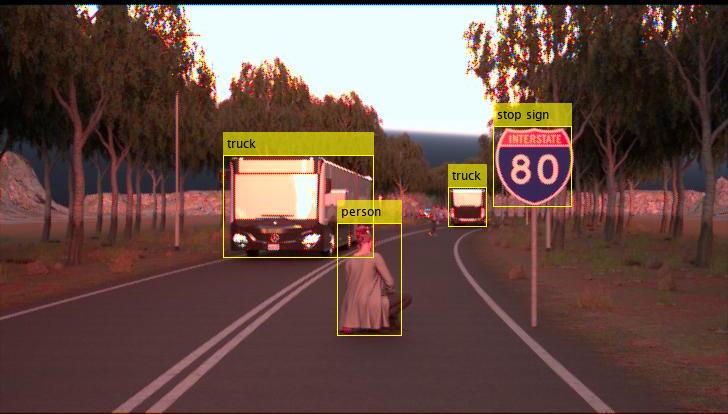 truck
stop sign
INTERSTATE
80
truck
person